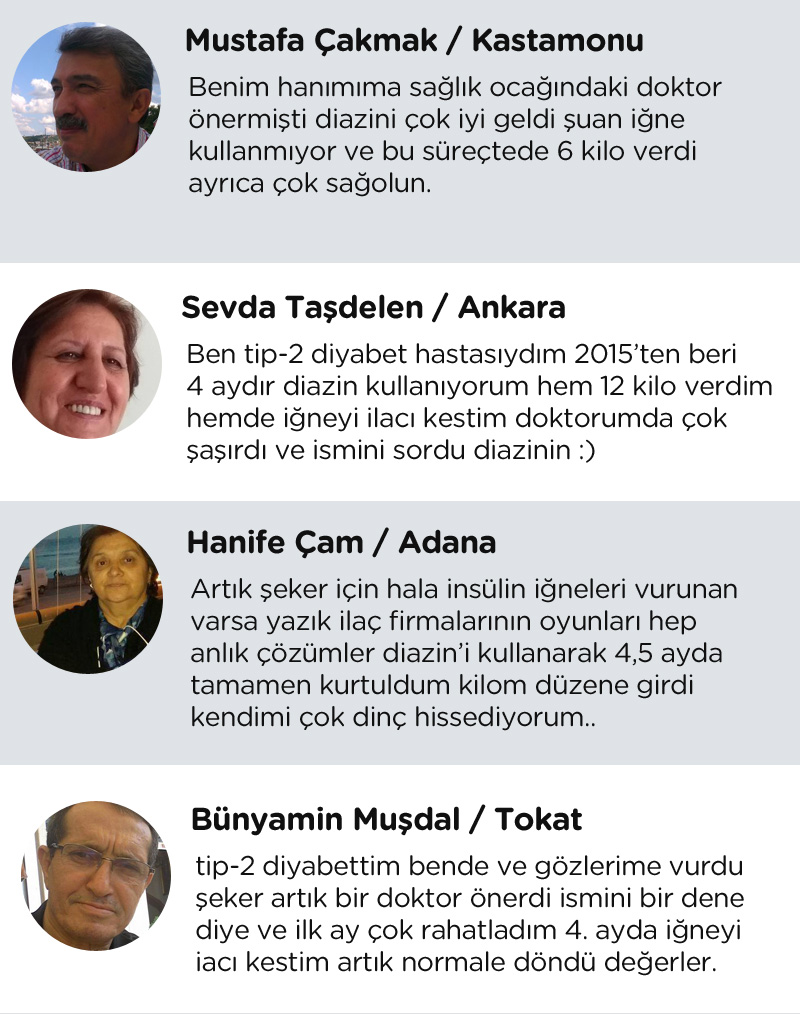 Mustafa Çakmak / Kastamonu
Benim hanımıma sağlık ocağındaki doktor
önermişti diazini çok iyi geldi şuan iğne
kullanmıyor ve bu süreçtede 6 kilo verdi
ayrıca çok sağolun.
Sevda Taşdelen / Ankara
Ben tip-2 diyabet hastasıydım 2015’ten beri
4 aydır diazin kullanıyorum hem 12 kilo verdim
hemde iğneyi ilacı kestim doktorumda çok
şaşırdı ve ismini sordu diazinin :)
Hanife Çam / Adana
Artık şeker için hala insülin iğneleri vurunan
varsa yazık ilaç firmalarının oyunları hep
anlık çözümler diazin’i kullanarak 4,5 ayda
tamamen kurtuldum kilom düzene girdi
kendimi çok dinç hissediyorum..
Bünyamin Muşdal / Tokat
tip-2 diyabettim bende ve gözlerime vurdu
şeker artık bir doktor önerdi ismini bir dene
diye ve ilk ay çok rahatladım 4. ayda iğneyi
iacı kestim artık normale döndü değerler.